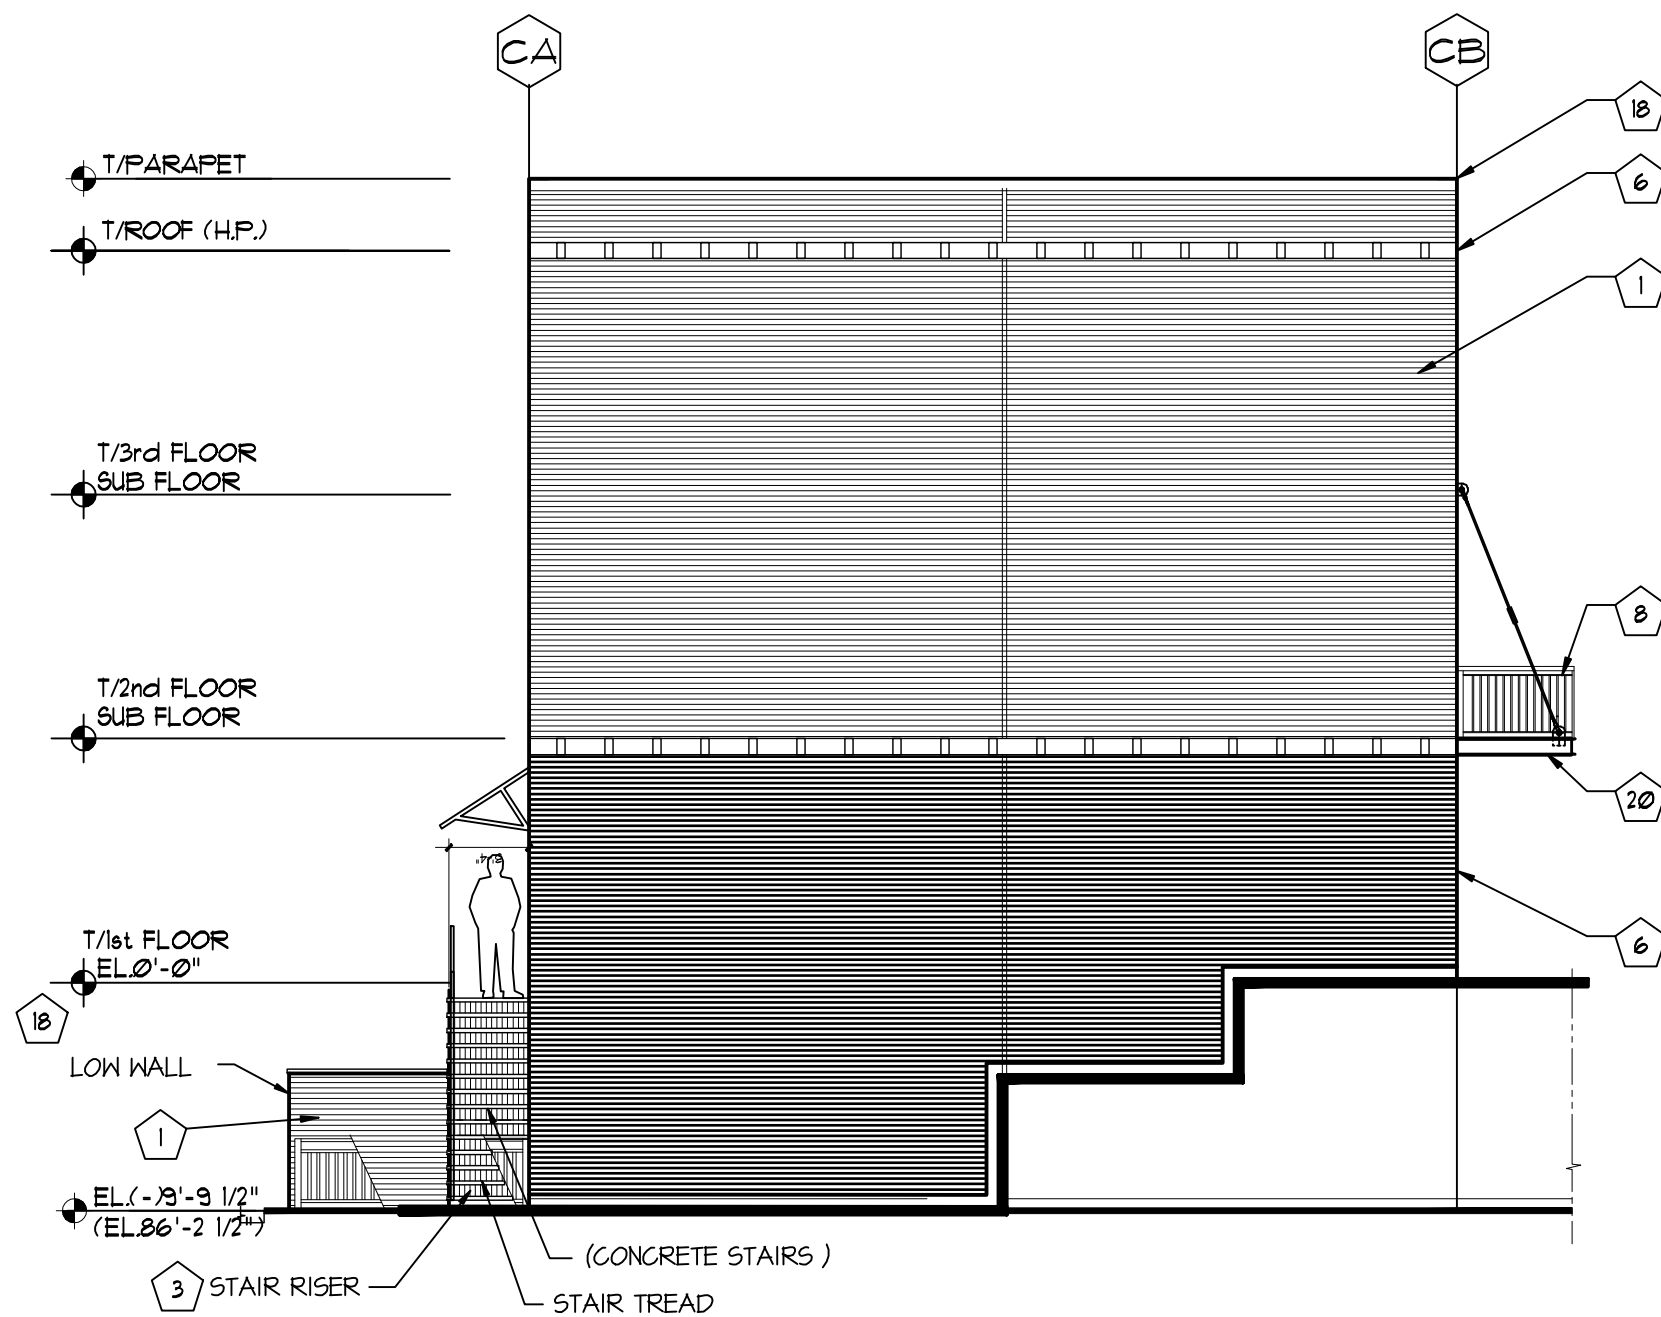 CA
CB
18
T/PARAPET
6
T/ROOF (H.P.)
1
T/3rd FLOOR
SUB FLOOR
8
T/2nd FLOOR
SUB FLOOR
20
T/1st FLOOR
EL.0'-0"
6
18
LOW WALL
1
EL.(-)9'-9 1/2"
(EL.86'-2 1/2")
(CONCRETE STAIRS )
3 STAIR RISER
STAIR TREAD